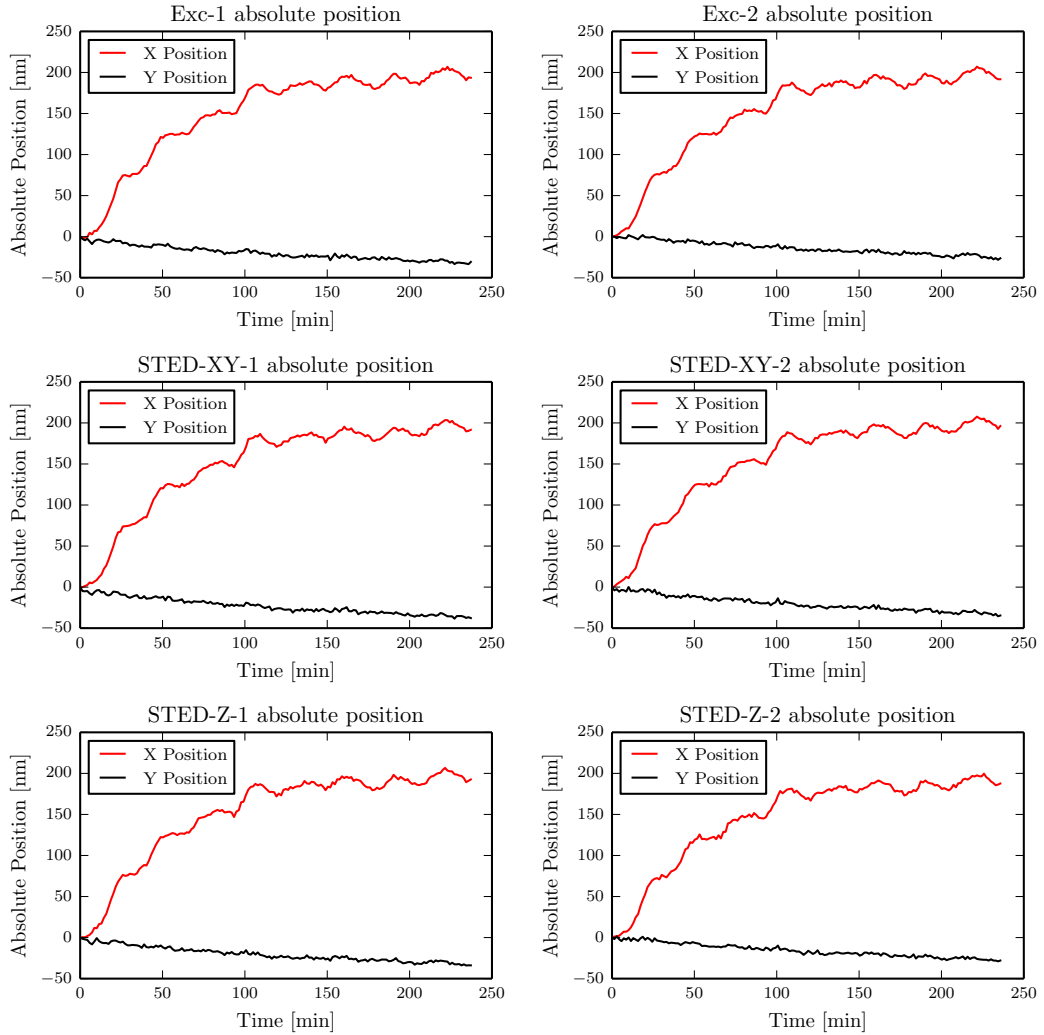 Exc-1 absolute position
250
200
150
100
50
0
−50
Absolute Position [nm]
X Position
Y Position
0 50 100 150 200 250
Time [min]
Exc-2 absolute position
250
200
150
100
50
0
−50
Absolute Position [nm]
X Position
Y Position
0 50 100 150 200 250
Time [min]
STED-XY-1 absolute position
250
200
150
100
50
0
−50
Absolute Position [nm]
X Position
Y Position
0 50 100 150 200 250
Time [min]
STED-XY-2 absolute position
250
200
150
100
50
0
−50
Absolute Position [nm]
X Position
Y Position
0 50 100 150 200 250
Time [min]
STED-Z-1 absolute position
250
200
150
100
50
0
−50
Absolute Position [nm]
X Position
Y Position
0 50 100 150 200 250
Time [min]
STED-Z-2 absolute position
250
200
150
100
50
0
−50
Absolute Position [nm]
X Position
Y Position
0 50 100 150 200 250
Time [min]